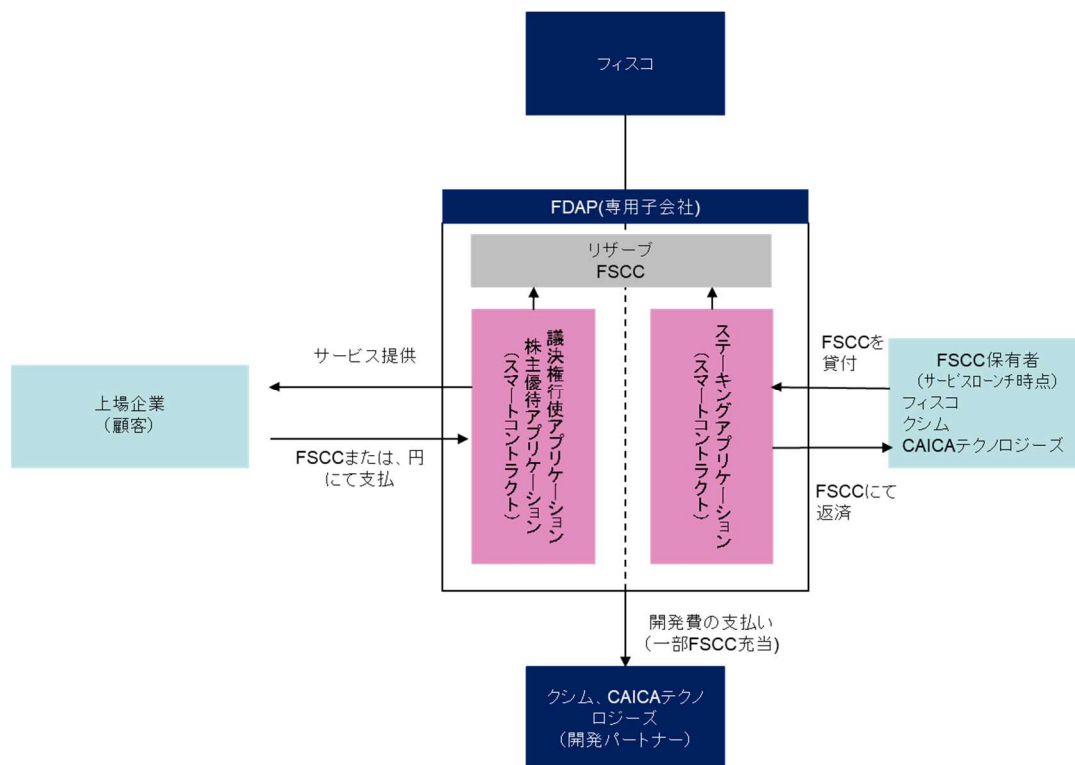 フィスコ
FDAP(専用子会社)
リザーブ
FSCC
議決権行使アプリケーション
株主優待アプリケーション
(スマートコントラクト)
ステーキングアプリケーション
(スマートコントラクト)
サービス提供
上場企業
(顧客)
FSCCまたは、円
にて支払
FSCCを
貸付
FSCC保有者
(サービスローンチ時点)
フィスコ
クシム
CAICAテクノロジーズ
FSCCにて
返済
開発費の支払い
(一部FSCC充当)
クシム、CAICAテクノ
ロジーズ
(開発パートナー)